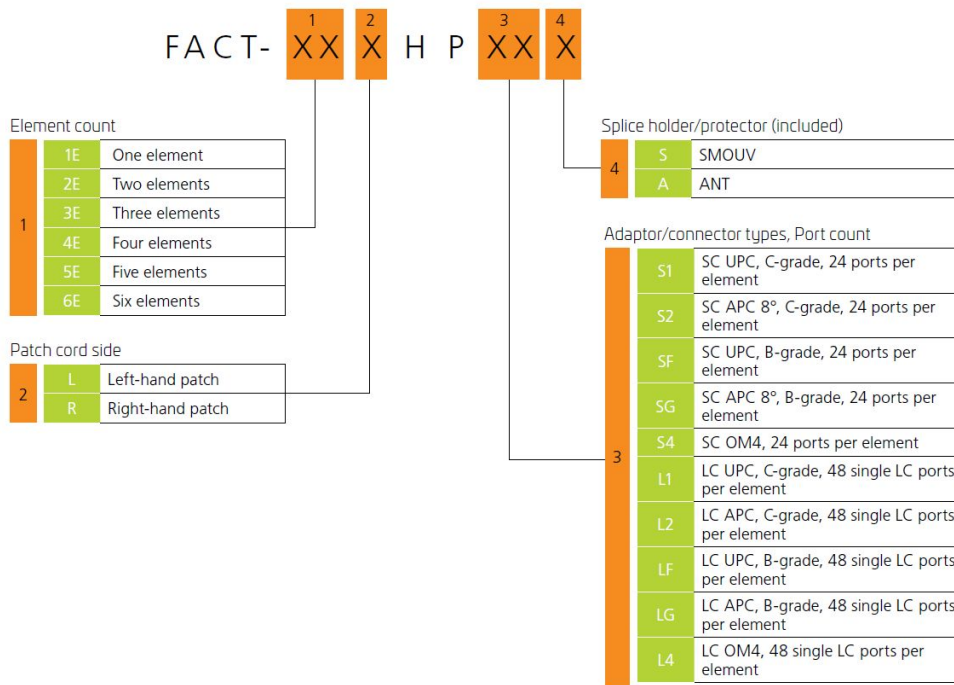 1 2 3 4
FACT- XX X H P XX X
Element count
1
1E One element
2E Two elements
3E Three elements
4E Four elements
5E Five elements
6E Six elements
Patch cord side
2
L Left-hand patch
R Right-hand patch
Splice holder/protector (included)
4
S SMOUV
A ANT
Adaptor/connector types, Port count
3
S1 SC UPC, C-grade, 24 ports per
element
S2 SC APC 8°, C-grade, 24 ports per
element
SF SC UPC, B-grade, 24 ports per
element
SG SC APC 8°, B-grade, 24 ports per
element
S4 SC OM4, 24 ports per element
L1 LC UPC, C-grade, 48 single LC ports
per element
L2 LC APC, C-grade, 48 single LC ports
per element
LF LC UPC, B-grade, 48 single LC ports
per element
LG LC APC, B-grade, 48 single LC ports
per element
L4 LC OM4, 48 single LC ports per
element